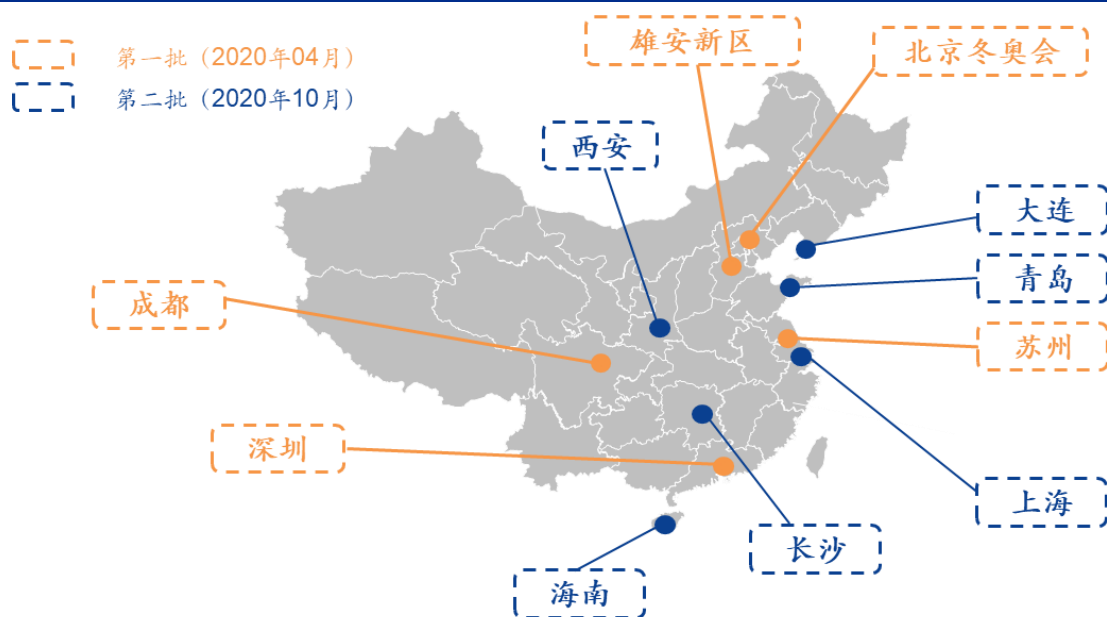 第一批（2020年04月）
第二批（2020年10月）
雄安新区
北京冬奥会
西安
大连
青岛
成都
苏州
深圳
上海
长沙
海南